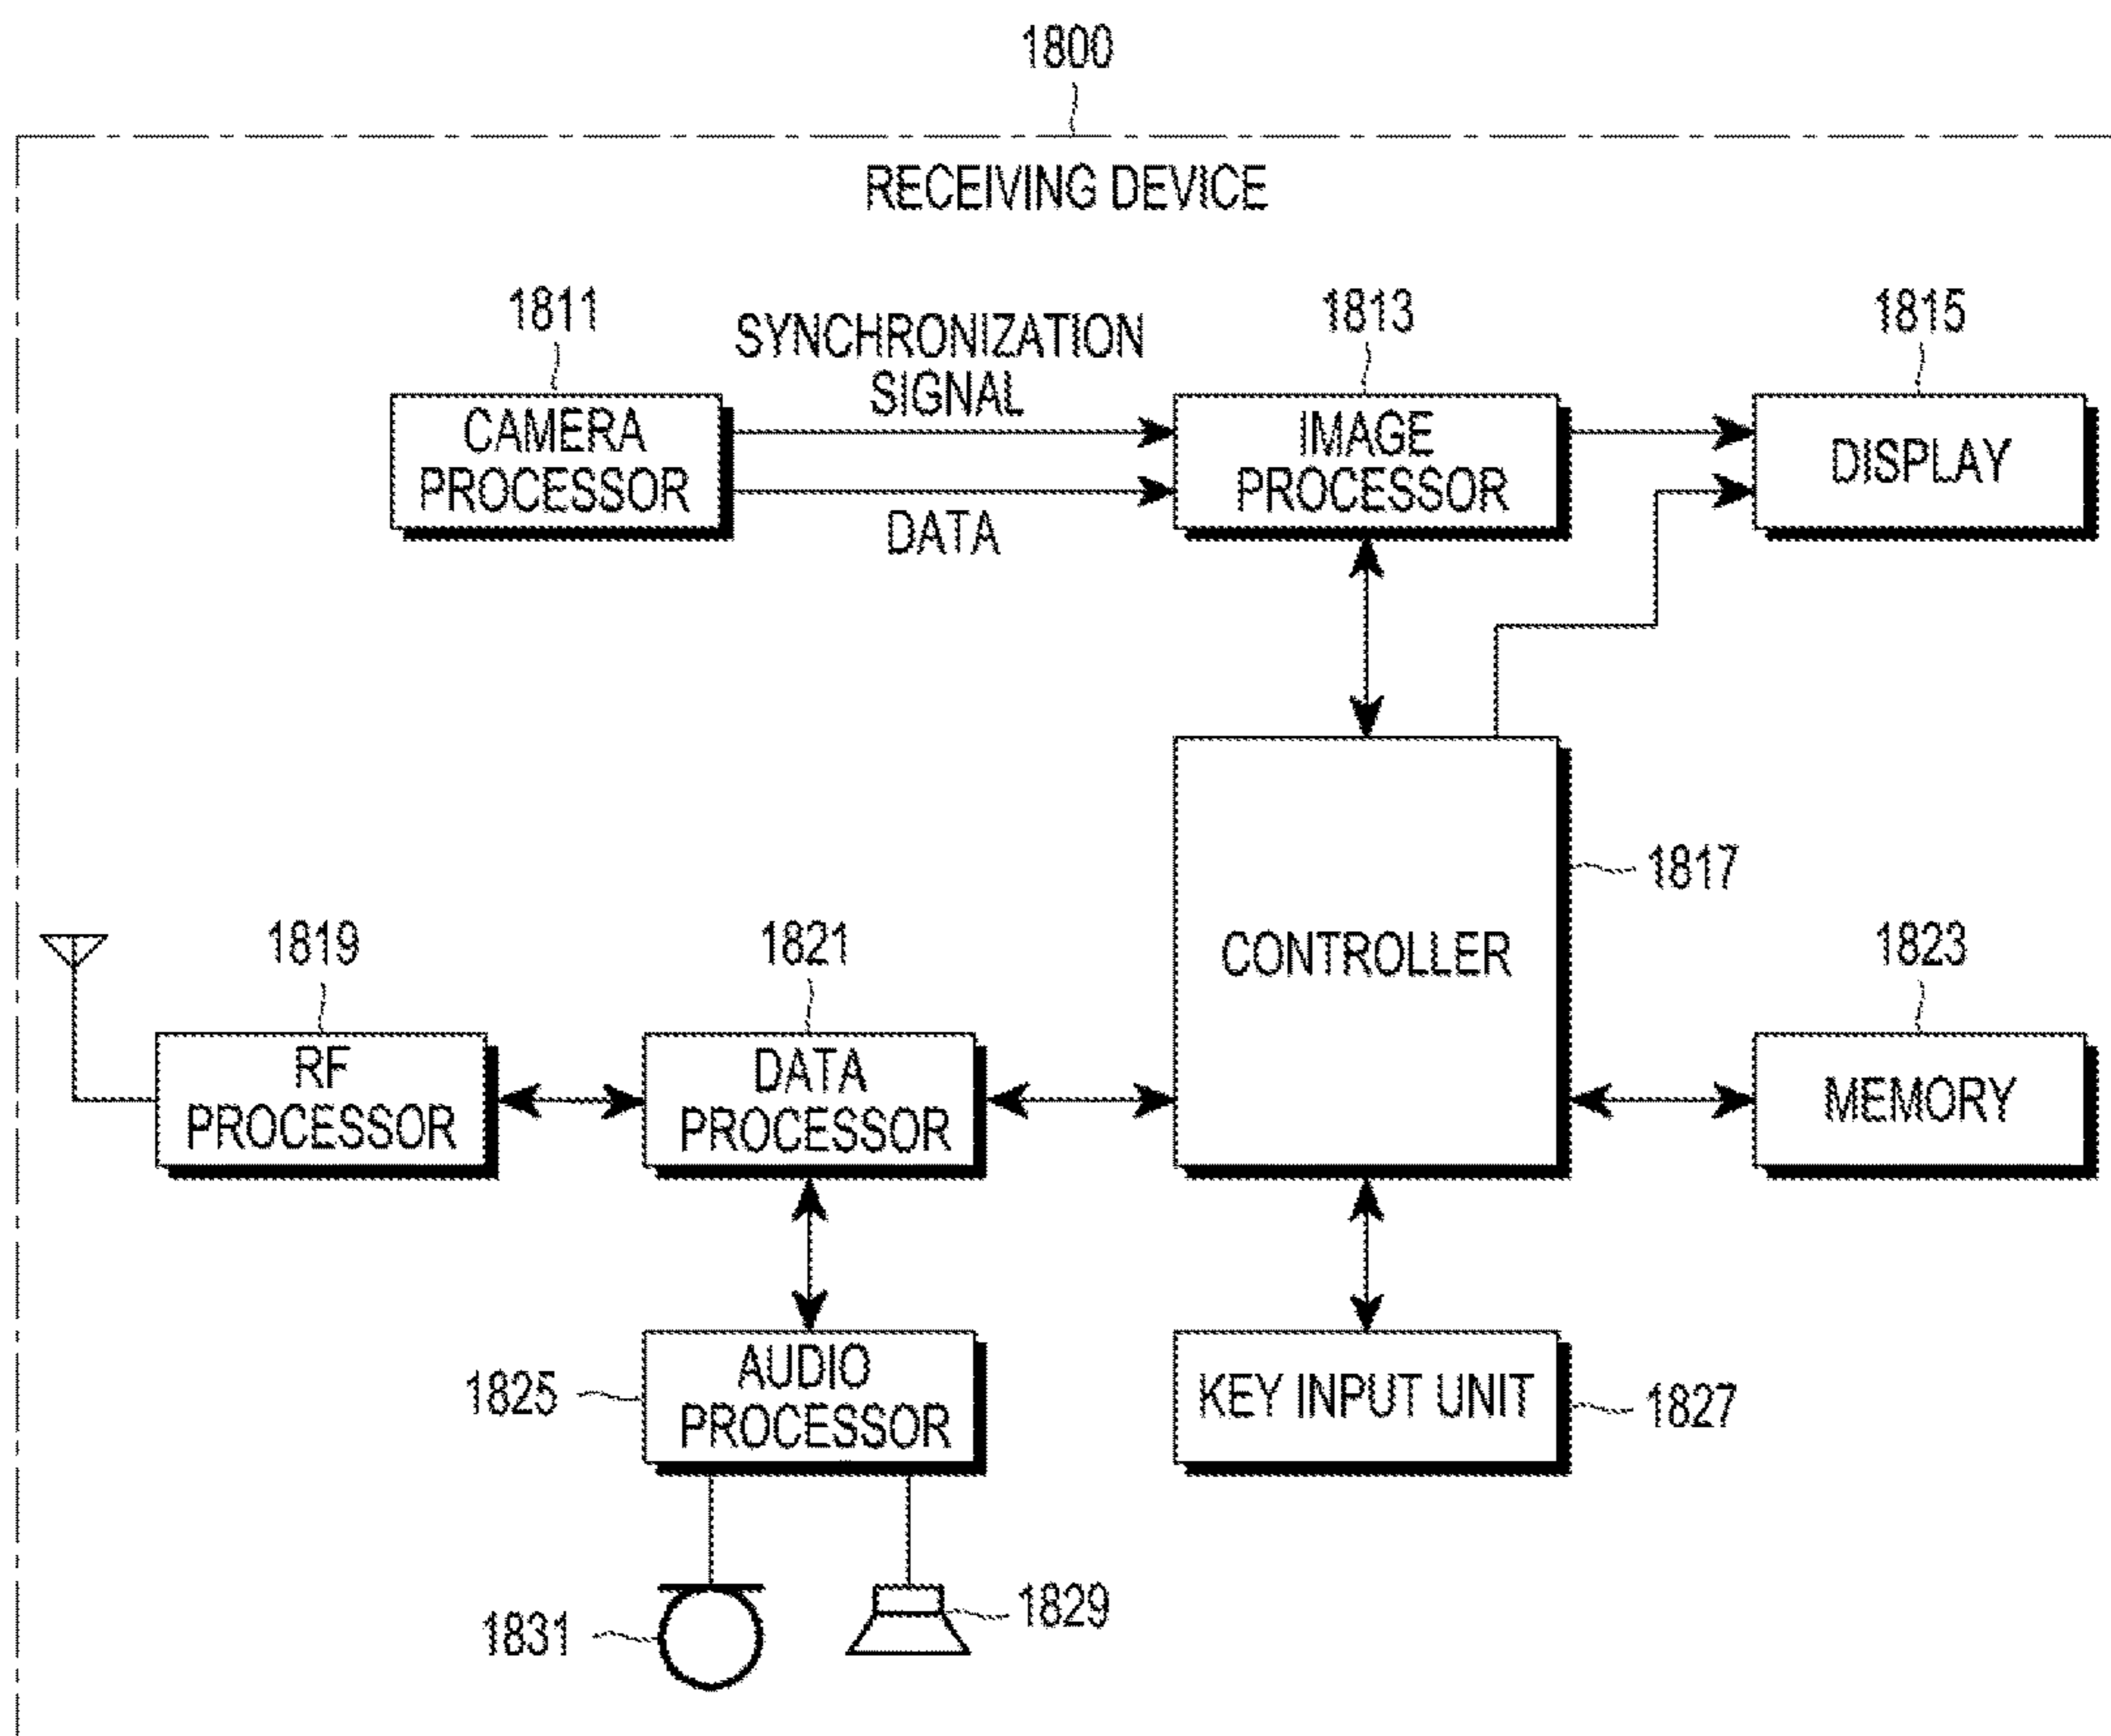 1800
RECEIVING DEVICE
1811
SYNCHRONIZATION
SIGNAL
1813
1815
CAMERA
PROCESSOR
DATA
IMAGE
PROCESSOR
DISPLAY
1817
CONTROLLER
1819
1821
1823
RF
PROCESSOR
DATA
PROCESSOR
MEMORY
1825
AUDIO
PROCESSOR
KEY INPUT UNIT
1827
1831
1829